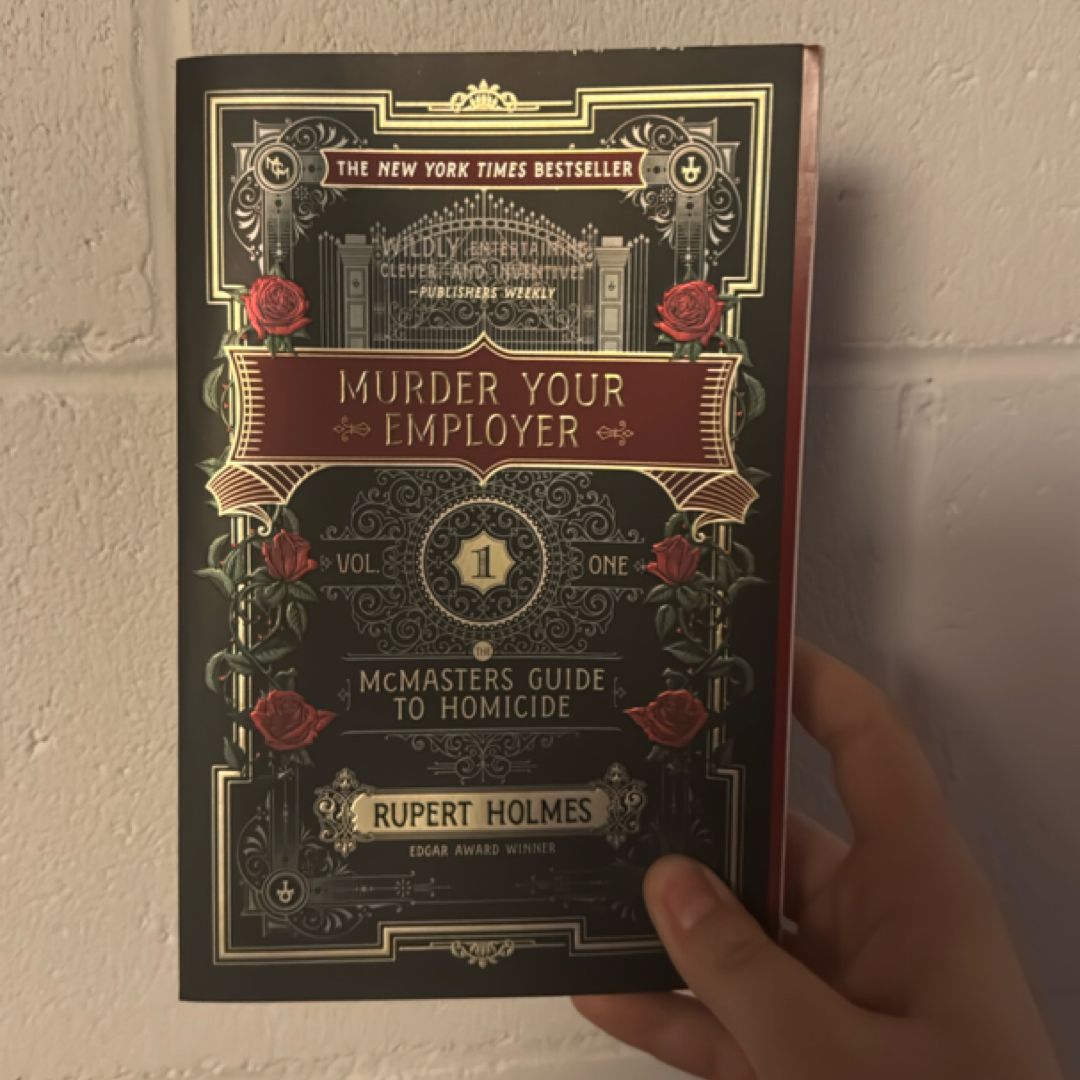 THE NEW YORK TIMES BESTSELLER
"WILDLY ENTERTAINING,
CLEVER, AND INVENTIVE!"
—PUBLISHERS WEEKLY
MURDER YOUR
EMPLOYER
VOL. 1 ONE
THE
McMASTERS GUIDE
TO HOMICIDE
RUPERT HOLMES
EDGAR AWARD WINNER